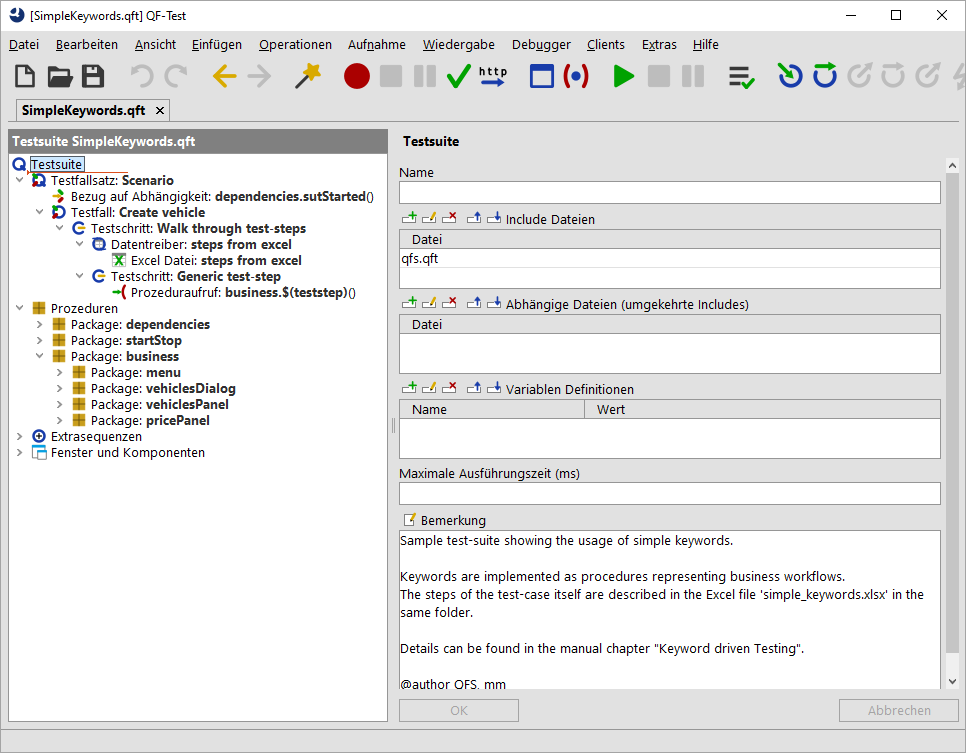 [SimpleKeywords.qft] QF-Test
Datei Bearbeiten Ansicht Einfügen Operationen Aufnahme Wiedergabe Debugger Clients Extras Hilfe
http
SimpleKeywords.qft
Testsuite SimpleKeywords.qft
Testsuite
Testfallsatz: Scenario
Bezug auf Abhängigkeit: dependencies.sutStarted()
Testfall: Create vehicle
Testschritt: Walk through test-steps
Datentreiber: steps from excel
Excel Datei: steps from excel
Testschritt: Generic test-step
Prozeduraufruf: business.$(teststep)()
Prozeduren
Package: dependencies
Package: startStop
Package: business
Package: menu
Package: vehiclesDialog
Package: vehiclesPanel
Package: pricePanel
Extrasequenzen
Fenster und Komponenten
Testsuite
Name
Include Dateien
Datei
qfs.qft
Abhängige Dateien (umgekehrte Includes)
Datei
Variablen Definitionen
Name Wert
Maximale Ausführungszeit (ms)
Bemerkung
Sample test-suite showing the usage of simple keywords.
Keywords are implemented as procedures representing business workflows.
The steps of the test-case itself are described in the Excel file 'simple_keywords.xlsx' in the
same folder.
Details can be found in the manual chapter "Keyword driven Testing".
@author QFS, mm
OK Abbrechen